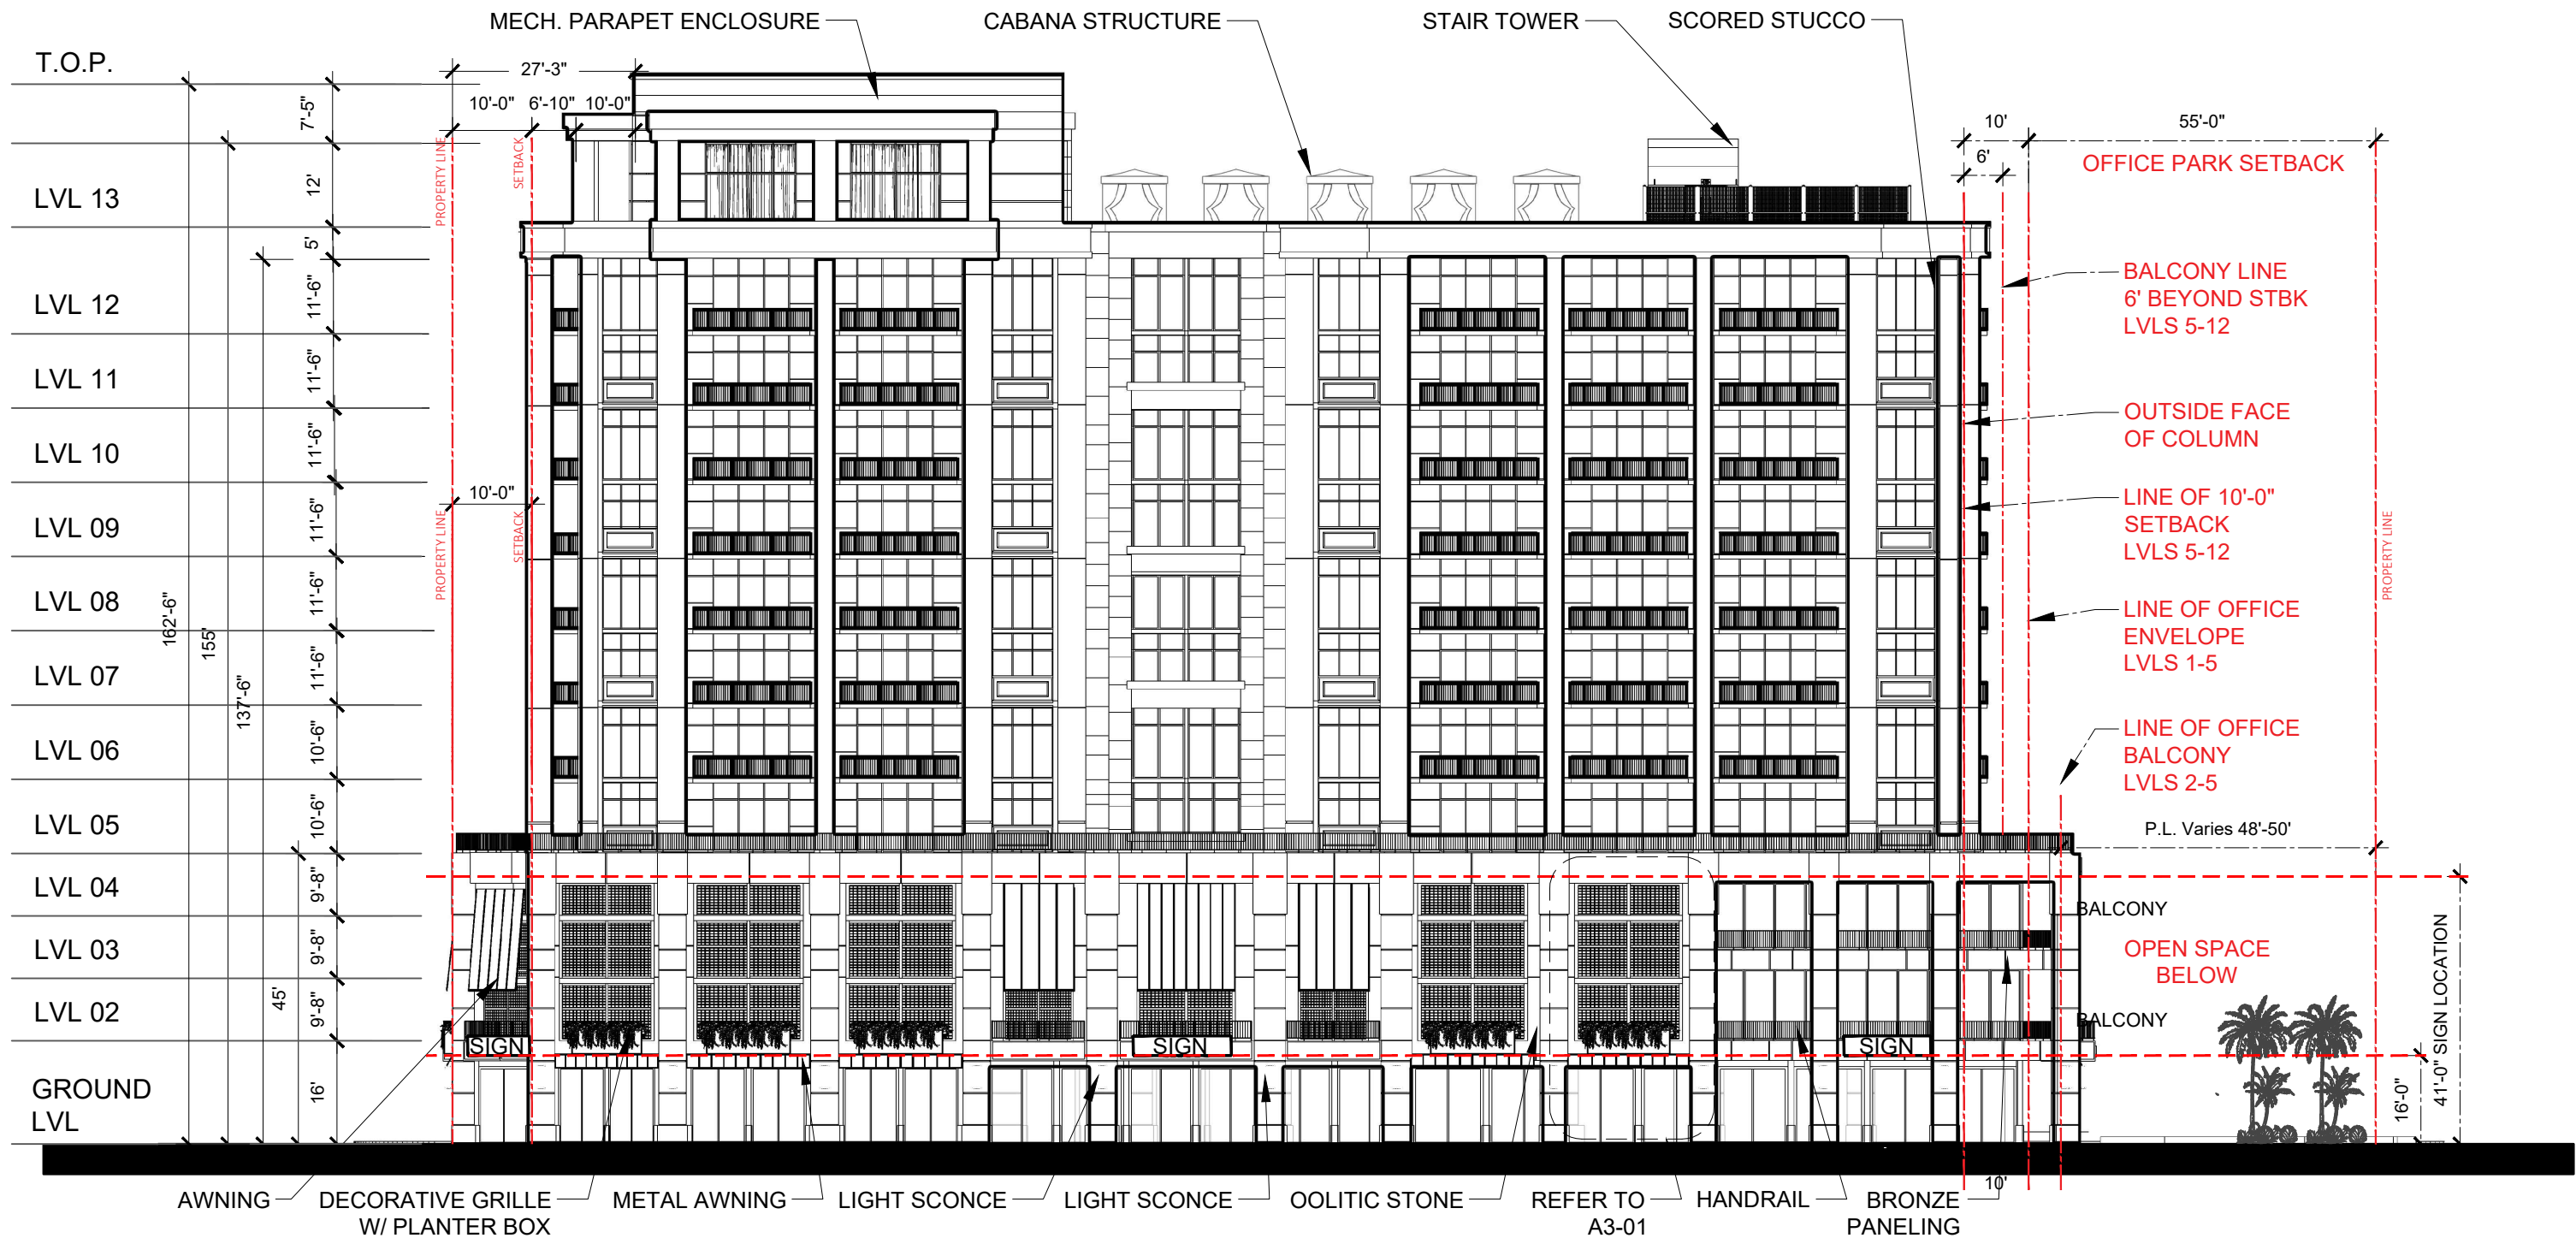 MECH. PARAPET ENCLOSURE
CABANA STRUCTURE
STAIR TOWER
SCORED STUCCO
T.O.P.
27'-3"
10'-0" 6'-10" 10'-0"
7'-5"
PROPERTY LINE
SETBACK
10'
55'-0"
6'
OFFICE PARK SETBACK
LVL 13
12'
5'
LVL 12
11'-6"
BALCONY LINE
6' BEYOND STBK
LVLS 5-12
LVL 11
11'-6"
OUTSIDE FACE
OF COLUMN
LVL 10
11'-6"
10'-0"
PROPERTY LINE
SETBACK
LINE OF 10'-0"
SETBACK
LVLS 5-12
PROPERTY LINE
LVL 09
11'-6"
LVL 08
11'-6"
162'-6"
155'
137'-6"
LINE OF OFFICE
ENVELOPE
LVLS 1-5
LVL 07
11'-6"
LVL 06
10'-6"
LINE OF OFFICE
BALCONY
LVLS 2-5
LVL 05
10'-6"
P.L. Varies 48'-50'
LVL 04
9'-8"
BALCONY
LVL 03
9'-8"
OPEN SPACE
BELOW
41'-0" SIGN LOCATION
45'
LVL 02
9'-8"
BALCONY
SIGN
SIGN
SIGN
GROUND
LVL
16'
16'-0"
10'
AWNING
DECORATIVE GRILLE
W/ PLANTER BOX
METAL AWNING
LIGHT SCONCE
LIGHT SCONCE
OOLITIC STONE
REFER TO
A3-01
HANDRAIL
BRONZE
PANELING